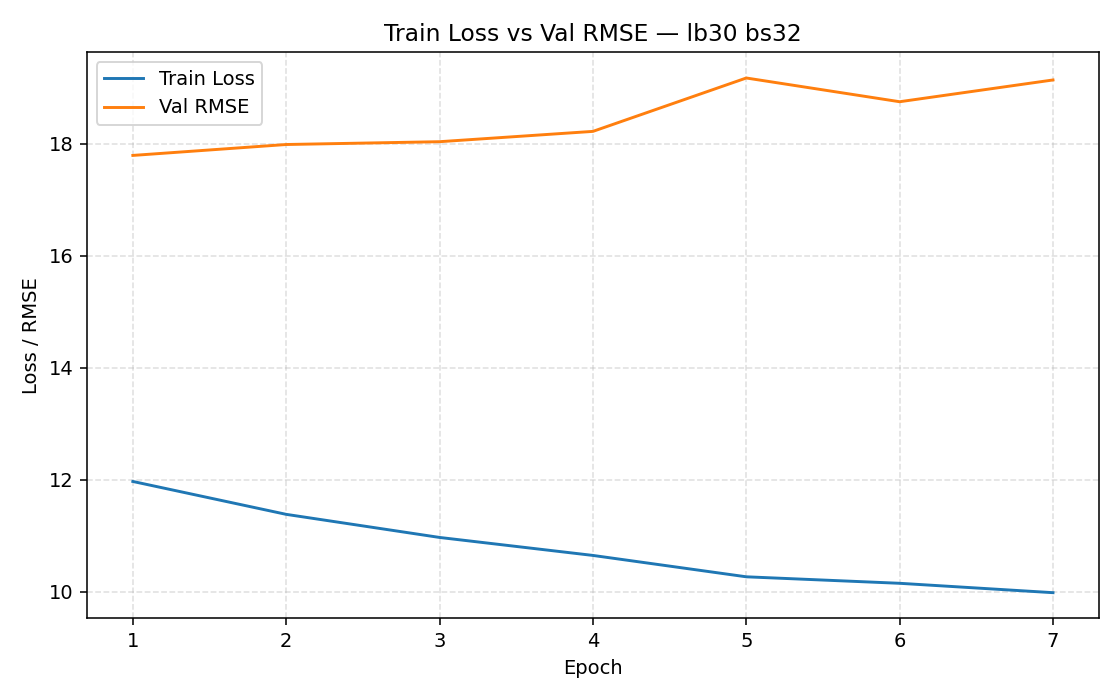 Train Loss vs Val RMSE — lb30 bs32
Train Loss
Val RMSE
Loss / RMSE
18
16
14
12
10
1 2 3 4 5 6 7
Epoch